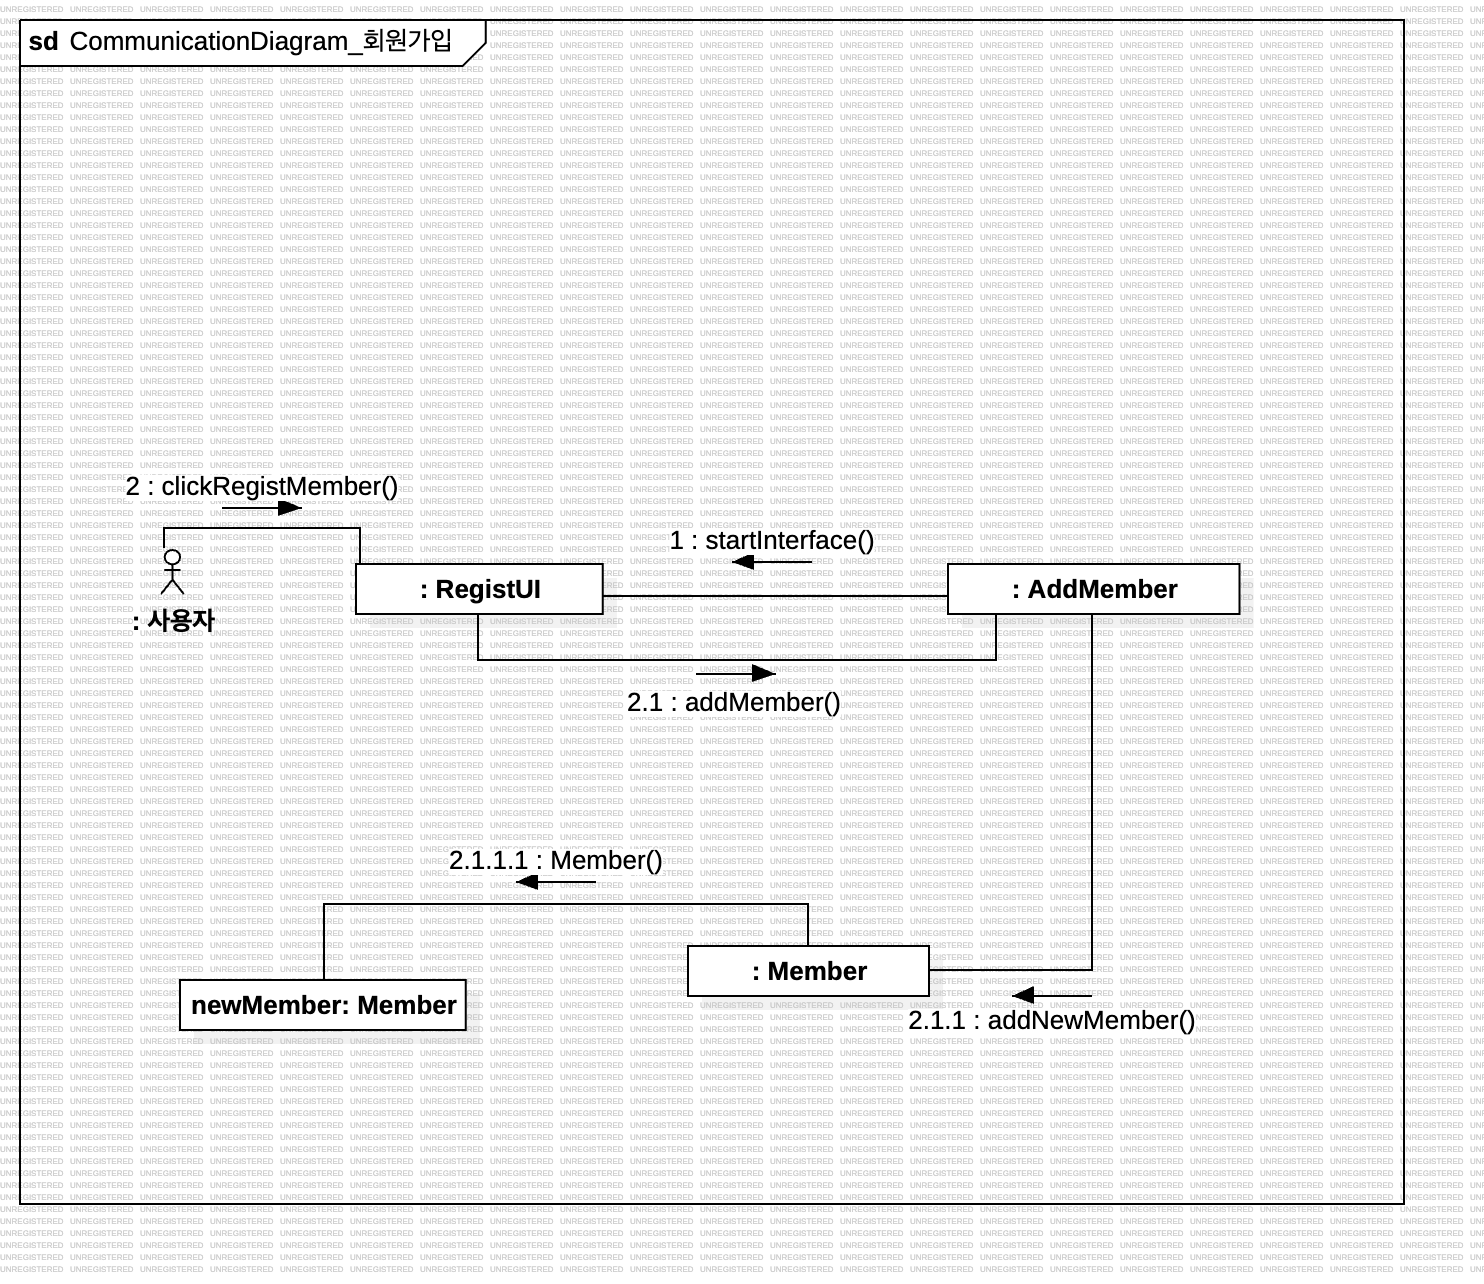 sd CommunicationDiagram_회원가입
2 : clickRegistMember()
1 : startInterface()
: RegistUI
: AddMember
: 사용자
2.1 : addMember()
2.1.1.1 : Member()
: Member
newMember: Member
2.1.1 : addNewMember()
UNREGISTERED